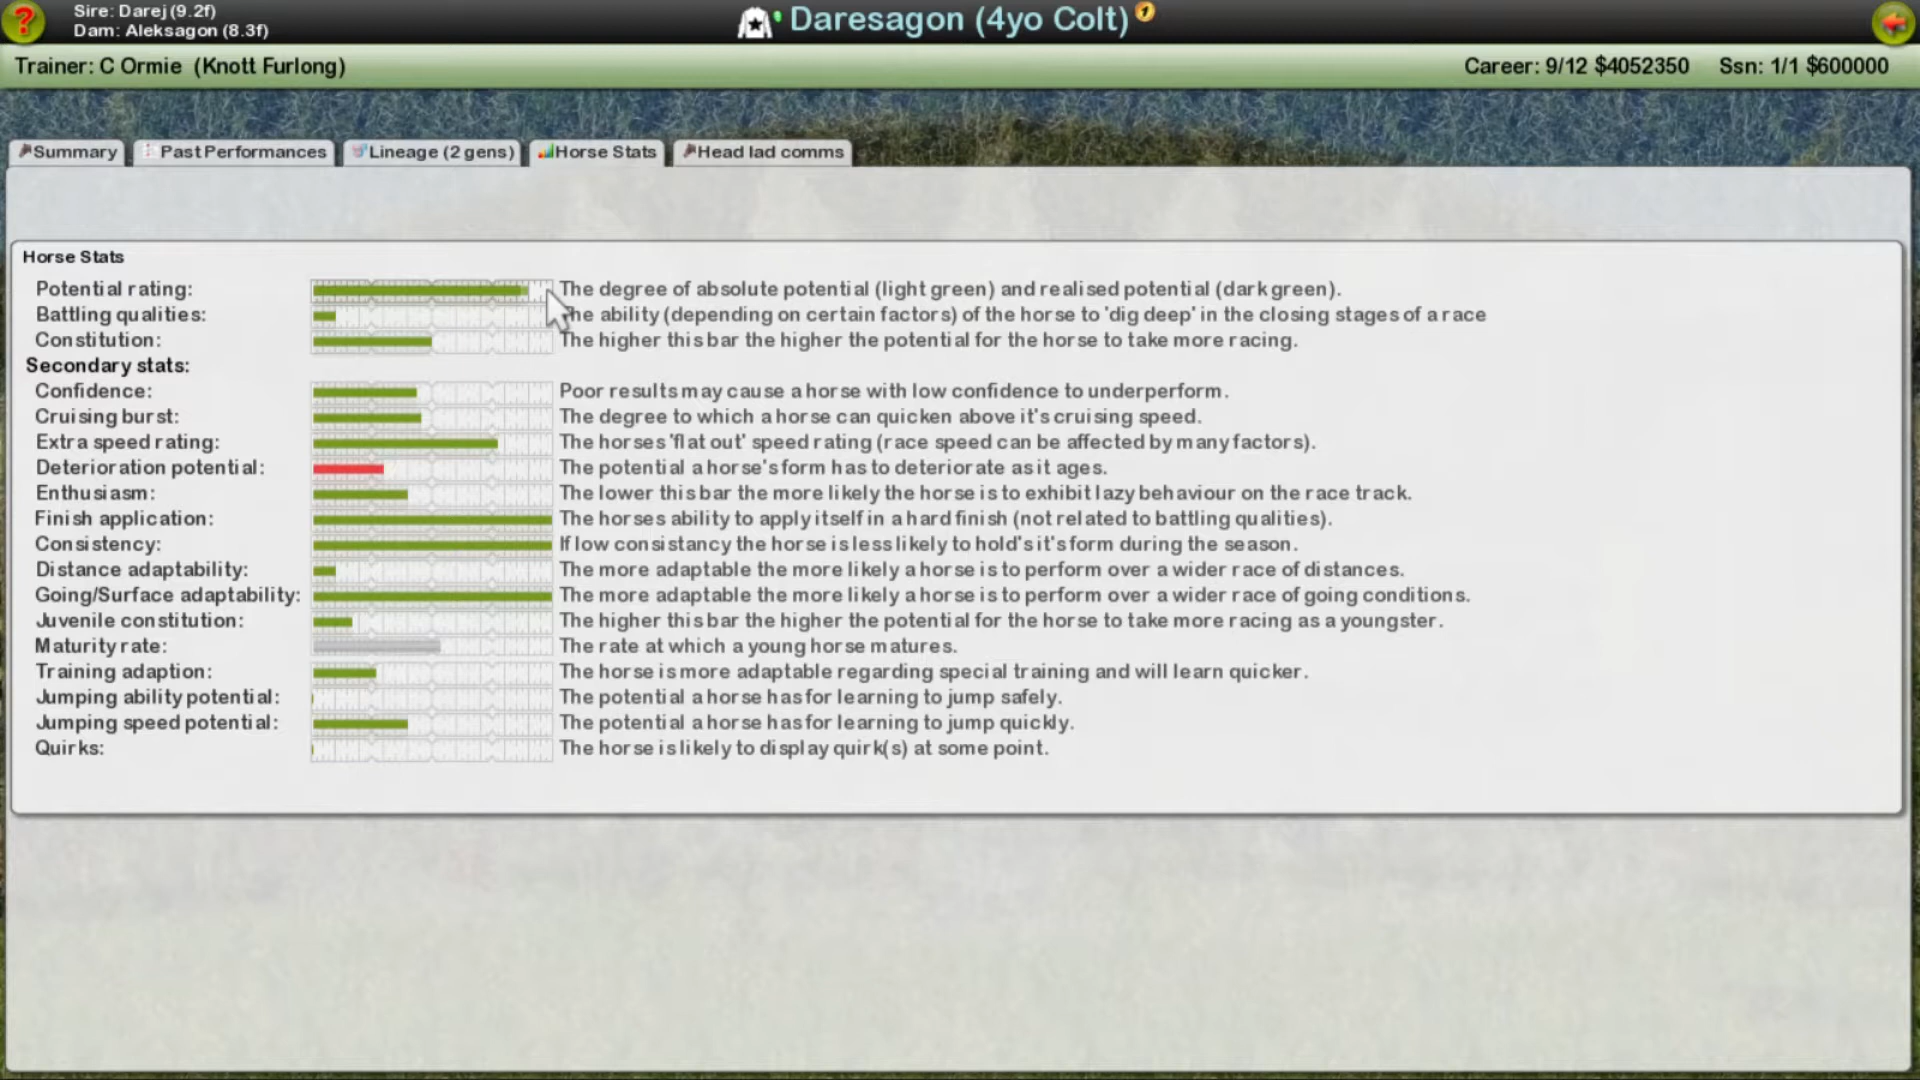 Sire: Darej (9.2f)
Dam: Aleksagon (8.3f)
Daresagon (4yo Colt)
Trainer: C Ormie (Knott Furlong)
Career: 9/12 $4052350 Ssn: 1/1 $600000
Summary Past Performances Lineage (2 gens) Horse Stats Head lad comms
Horse Stats
Potential rating: The degree of absolute potential (light green) and realised potential (dark green).
Battling qualities: he ability (depending on certain factors) of the horse to 'dig deep' in the closing stages of a race
Constitution: The higher this bar the higher the potential for the horse to take more racing.
Secondary stats:
Confidence: Poor results may cause a horse with low confidence to underperform.
Cruising burst: The degree to which a horse can quicken above it's cruising speed.
Extra speed rating: The horses 'flat out' speed rating (race speed can be affected by many factors).
Deterioration potential: The potential a horse's form has to deteriorate as it ages.
Enthusiasm: The lower this bar the more likely the horse is to exhibit lazy behaviour on the race track.
Finish application: The horses ability to apply itself in a hard finish (not related to battling qualities).
Consistency: If low consistancy the horse is less likely to hold's it's form during the season.
Distance adaptability: The more adaptable the more likely a horse is to perform over a wider race of distances.
Going/Surface adaptability: The more adaptable the more likely a horse is to perform over a wider race of going conditions.
Juvenile constitution: The higher this bar the higher the potential for the horse to take more racing as a youngster.
Maturity rate: The rate at which a young horse matures.
Training adaption: The horse is more adaptable regarding special training and will learn quicker.
Jumping ability potential: The potential a horse has for learning to jump safely.
Jumping speed potential: The potential a horse has for learning to jump quickly.
Quirks: The horse is likely to display quirk(s) at some point.